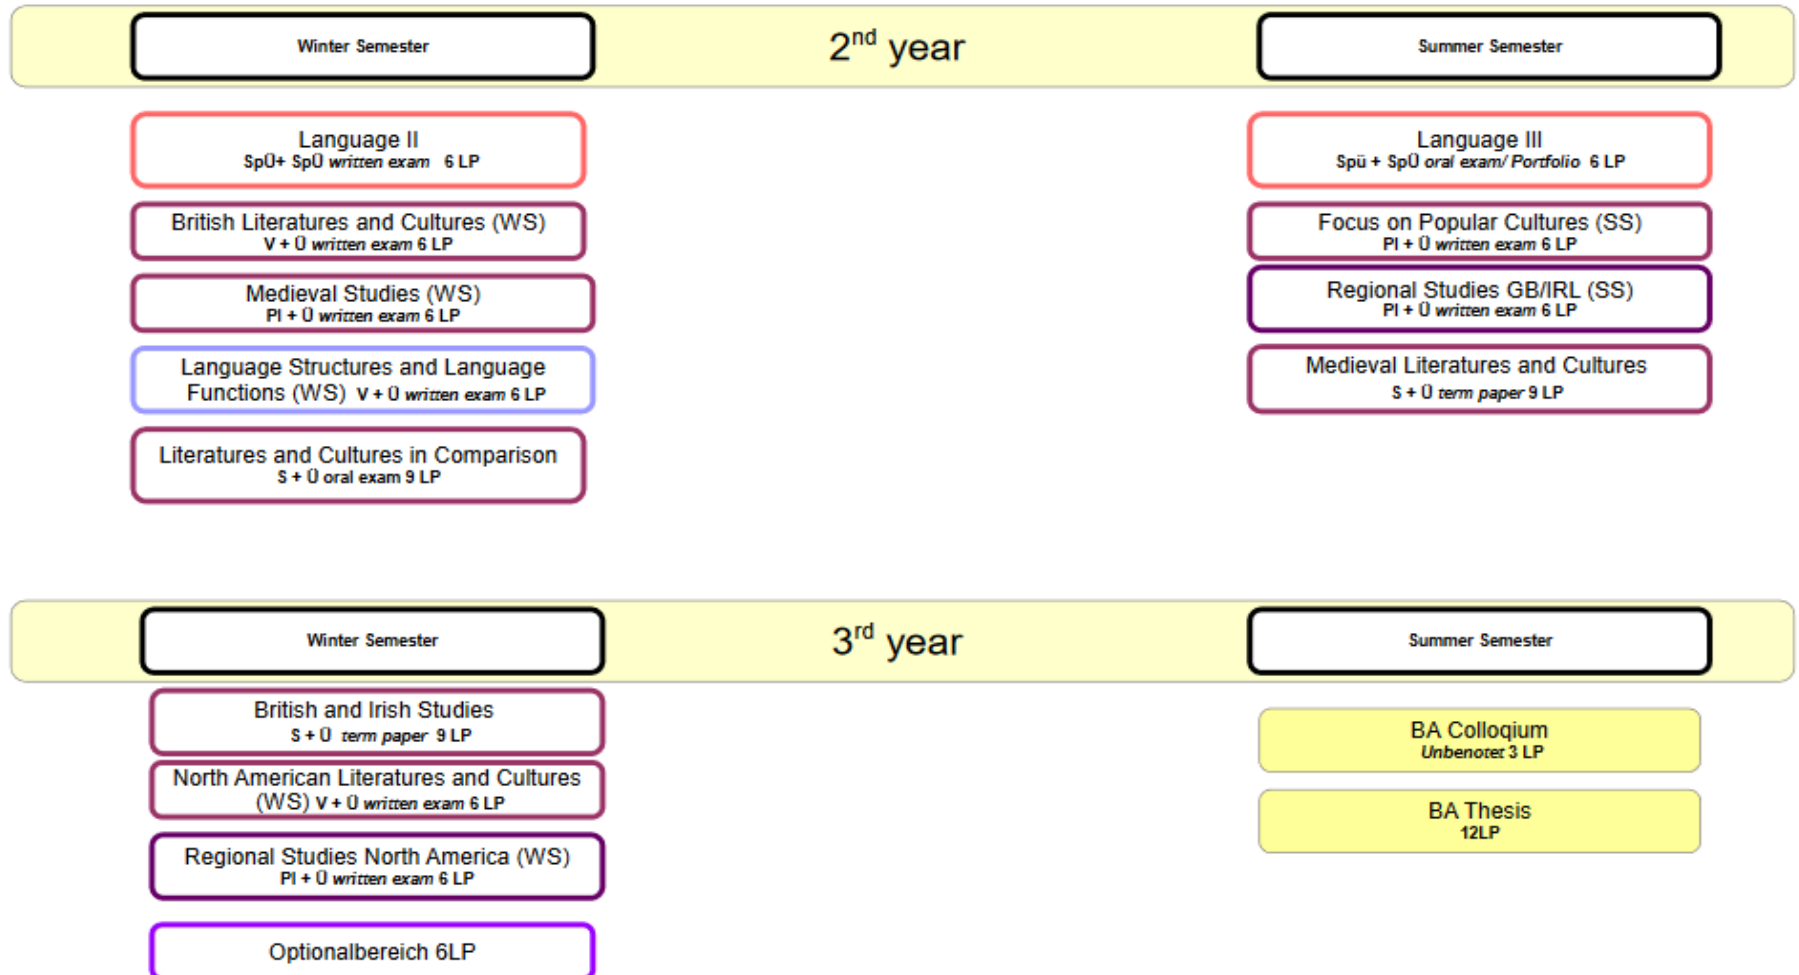 Winter Semester
2nd year
Summer Semester
Language II
SpÜ+ SpÜ written exam 6 LP
British Literatures and Cultures (WS)
V + Ü written exam 6 LP
Medieval Studies (WS)
PI + Ü written exam 6 LP
Language Structures and Language
Functions (WS) V + Ü written exam 6 LP
Literatures and Cultures in Comparison
S + Ü oral exam 9 LP
Language III
Spü + SpÜ oral exam/ Portfolio 6 LP
Focus on Popular Cultures (SS)
PI + Ü written exam 6 LP
Regional Studies GB/IRL (SS)
PI + Ü written exam 6 LP
Medieval Literatures and Cultures
S + Ü term paper 9 LP
Winter Semester
3rd year
Summer Semester
British and Irish Studies
S + Ü term paper 9 LP
North American Literatures and Cultures
(WS) V + Ü written exam 6 LP
Regional Studies North America (WS)
PI + Ü written exam 6 LP
Optionalbereich 6LP
BA Colloqium
Unbenotet 3 LP
BA Thesis
12LP